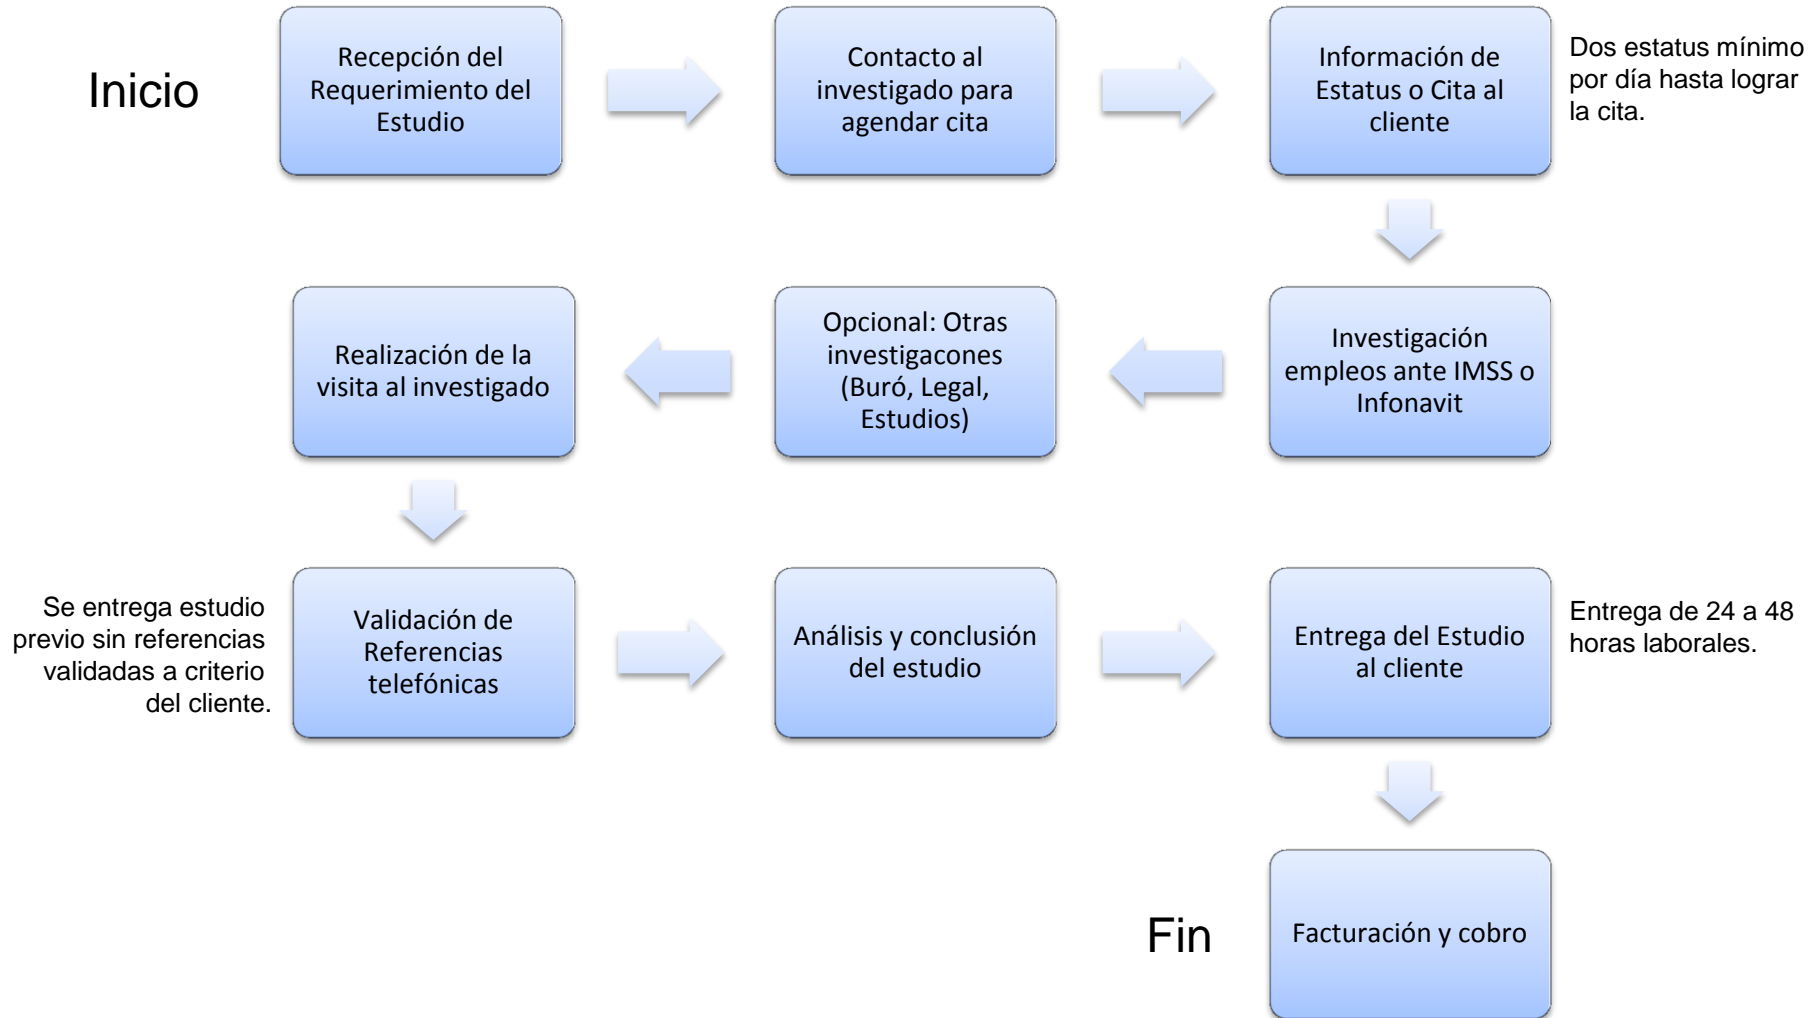 Inicio
Recepción del
Requerimiento del
Estudio
Contacto al
investigado para
agendar cita
Información de
Estatus o Cita al
cliente
Dos estatus mínimo
por día hasta lograr
la cita.
Investigación
empleos ante IMSS o
Infonavit
Opcional: Otras
investigacones
(Buró, Legal,
Estudios)
Realización de la
visita al investigado
Se entrega estudio
previo sin referencias
validadas a criterio
del cliente.
Validación de
Referencias
telefónicas
Análisis y conclusión
del estudio
Entrega del Estudio
al cliente
Entrega de 24 a 48
horas laborales.
Fin
Facturación y cobro